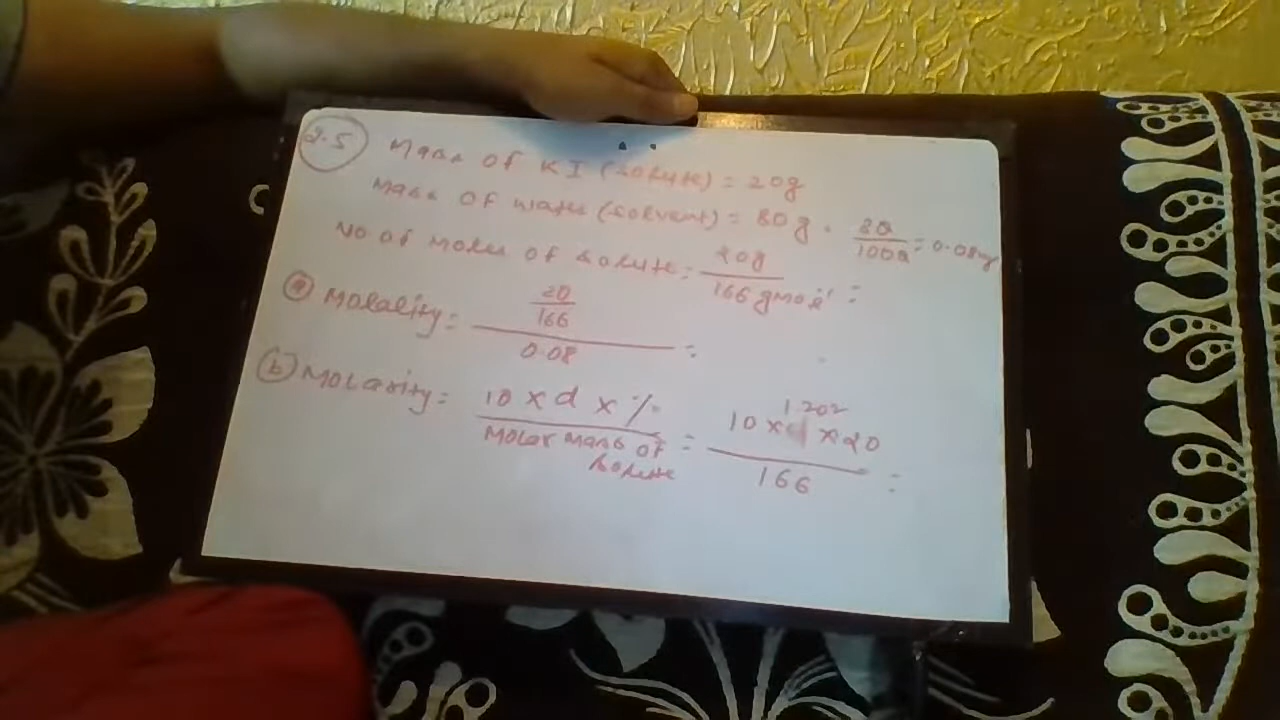 2.5 Mass of KI (solute) = 20g
Mass of water (solvent) = 80g. 80/1000 = 0.08kg
No of moles of solute = 20g / 166 gmol⁻¹ =
(a) Molality = (20/166) / 0.08 =
(b) Molarity = 10 x d x % / Molar mass of solute = 10 x 1.202 x 20 / 166 =